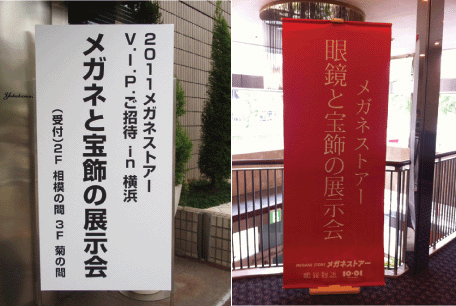 2011メガネストアー
V.I.P.ご招待 in 横浜
メガネと宝飾の展示会
(受付)2F 相模の間 3F 菊の間
メガネストアー
眼鏡と宝飾の展示会
メガネストアー
10-01